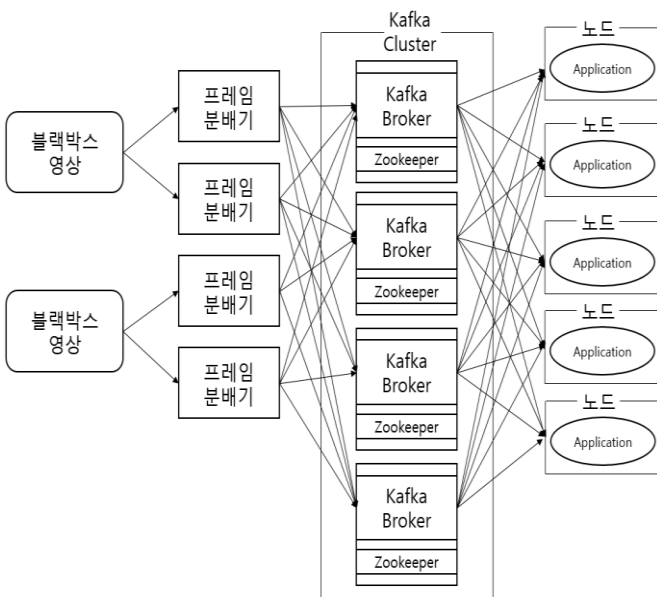 Kafka
Cluster
블랙박스
영상
블랙박스
영상
프레임
분배기
프레임
분배기
프레임
분배기
프레임
분배기
Kafka
Broker
Zookeeper
Kafka
Broker
Zookeeper
Kafka
Broker
Zookeeper
Kafka
Broker
Zookeeper
노드
Application
노드
Application
노드
Application
노드
Application
노드
Application